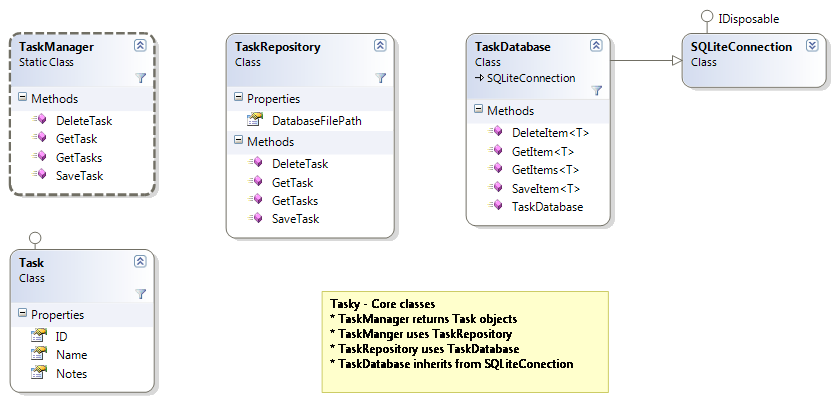 TaskManager
Static Class
Methods
DeleteTask
GetTask
GetTasks
SaveTask
TaskRepository
Class
Properties
DatabaseFilePath
Methods
DeleteTask
GetTask
GetTasks
SaveTask
TaskDatabase
Class
SQLiteConnection
Methods
DeleteItem<T>
GetItem<T>
GetItems<T>
SaveItem<T>
TaskDatabase
IDisposable
SQLiteConnection
Class
Task
Class
Properties
ID
Name
Notes
Tasky - Core classes
* TaskManager returns Task objects
* TaskManger uses TaskRepository
* TaskRepository uses TaskDatabase
* TaskDatabase inherits from SQLiteConection